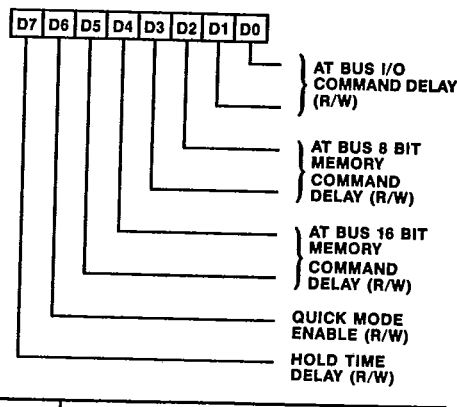 D7 D6 D5 D4 D3 D2 D1 D0
AT BUS I/O
COMMAND DELAY
(R/W)
AT BUS 8 BIT
MEMORY
COMMAND
DELAY (R/W)
AT BUS 16 BIT
MEMORY
COMMAND
DELAY (R/W)
QUICK MODE
ENABLE (R/W)
HOLD TIME
DELAY (R/W)